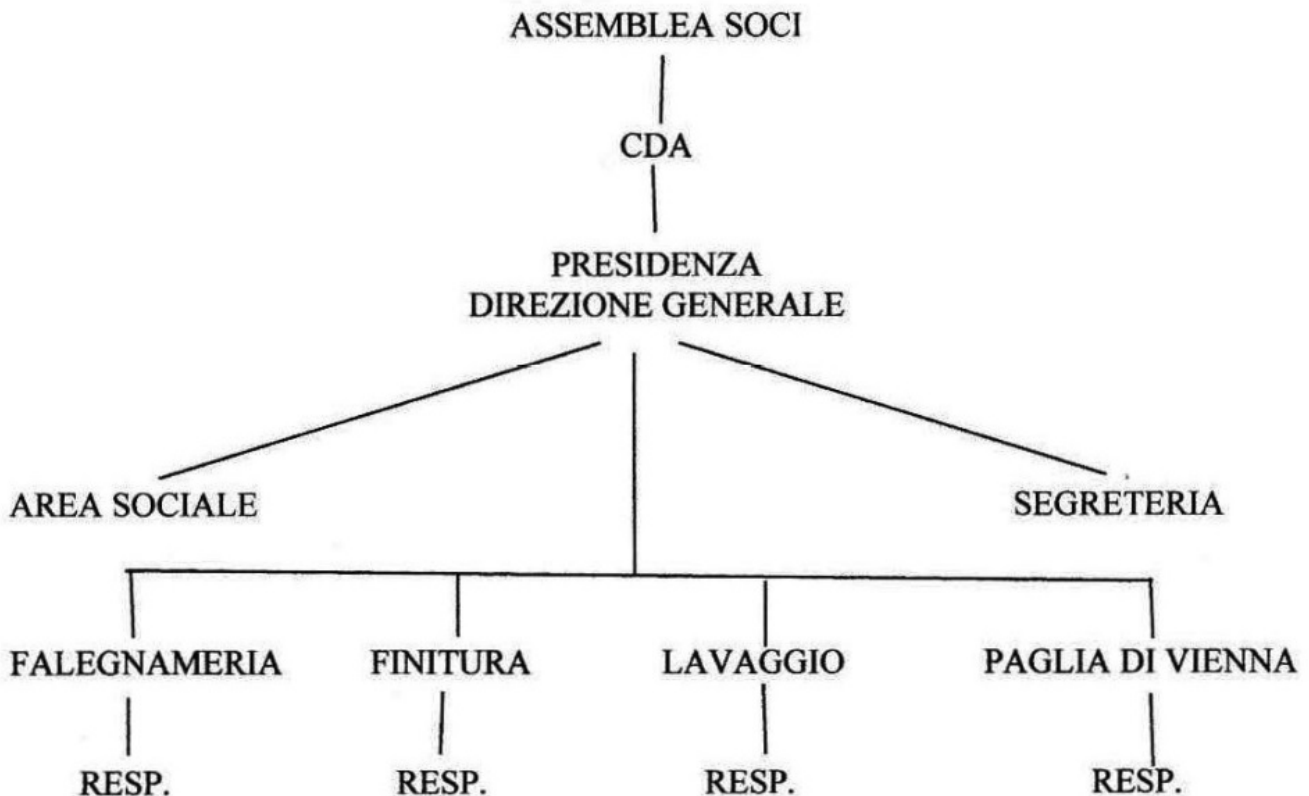 ASSEMBLEA SOCI
CDA
PRESIDENZA
DIREZIONE GENERALE
AREA SOCIALE
SEGRETERIA
FALEGNAMERIA
FINITURA
LAVAGGIO
PAGLIA DI VIENNA
RESP.
RESP.
RESP.
RESP.